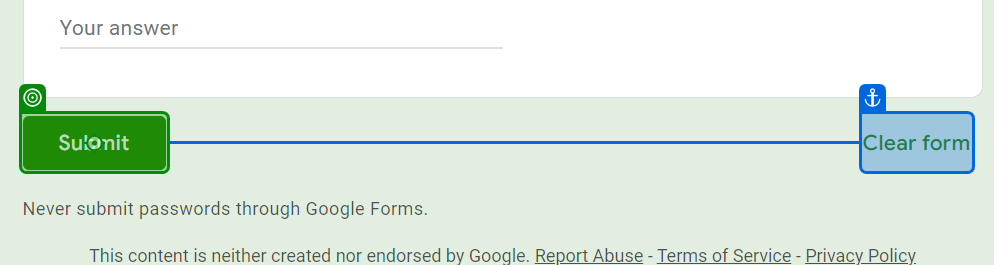 Your answer
Submit
Clear form
Never submit passwords through Google Forms.
This content is neither created nor endorsed by Google. Report Abuse - Terms of Service - Privacy Policy